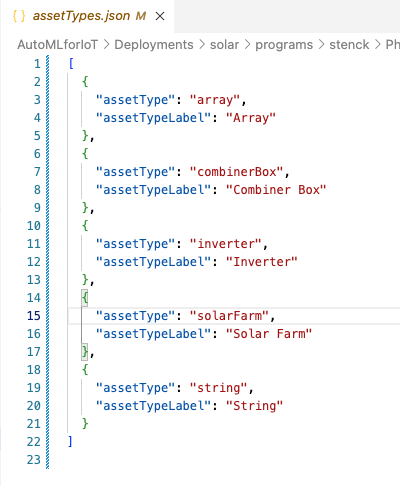 { } assetTypes.json M ×
AutoMLforIoT > Deployments > solar > programs > stenck > Ph
1 [
2 {
3 "assetType": "array",
4 "assetTypeLabel": "Array"
5 },
6 {
7 "assetType": "combinerBox",
8 "assetTypeLabel": "Combiner Box"
9 },
10 {
11 "assetType": "inverter",
12 "assetTypeLabel": "Inverter"
13 },
14 {
15 "assetType": "solarFarm",
16 "assetTypeLabel": "Solar Farm"
17 },
18 {
19 "assetType": "string",
20 "assetTypeLabel": "String"
21 }
22 ]
23